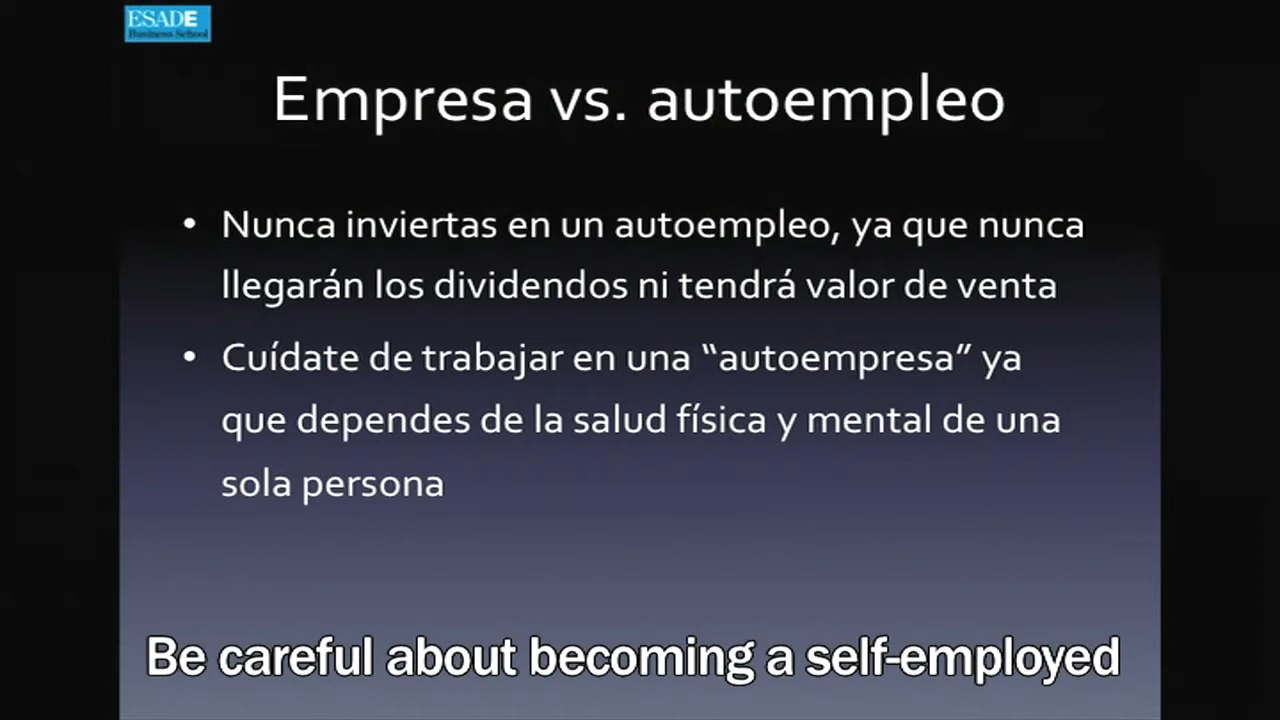 ESADE
Business School
Empresa vs. autoempleo
• Nunca inviertas en un autoempleo, ya que nunca
llegarán los dividendos ni tendrá valor de venta
• Cuídate de trabajar en una “autoempresa” ya
que dependes de la salud física y mental de una
sola persona
Be careful about becoming a self-employed